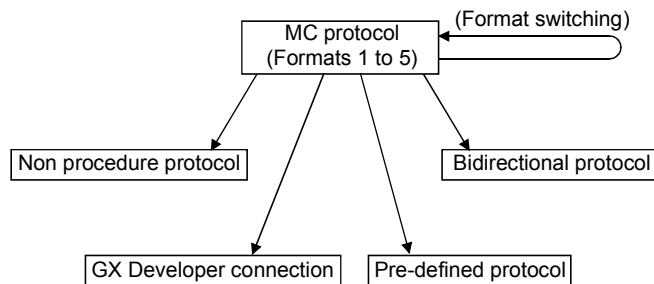 (Format switching)
MC protocol
(Formats 1 to 5)
Non procedure protocol
Bidirectional protocol
GX Developer connection
Pre-defined protocol